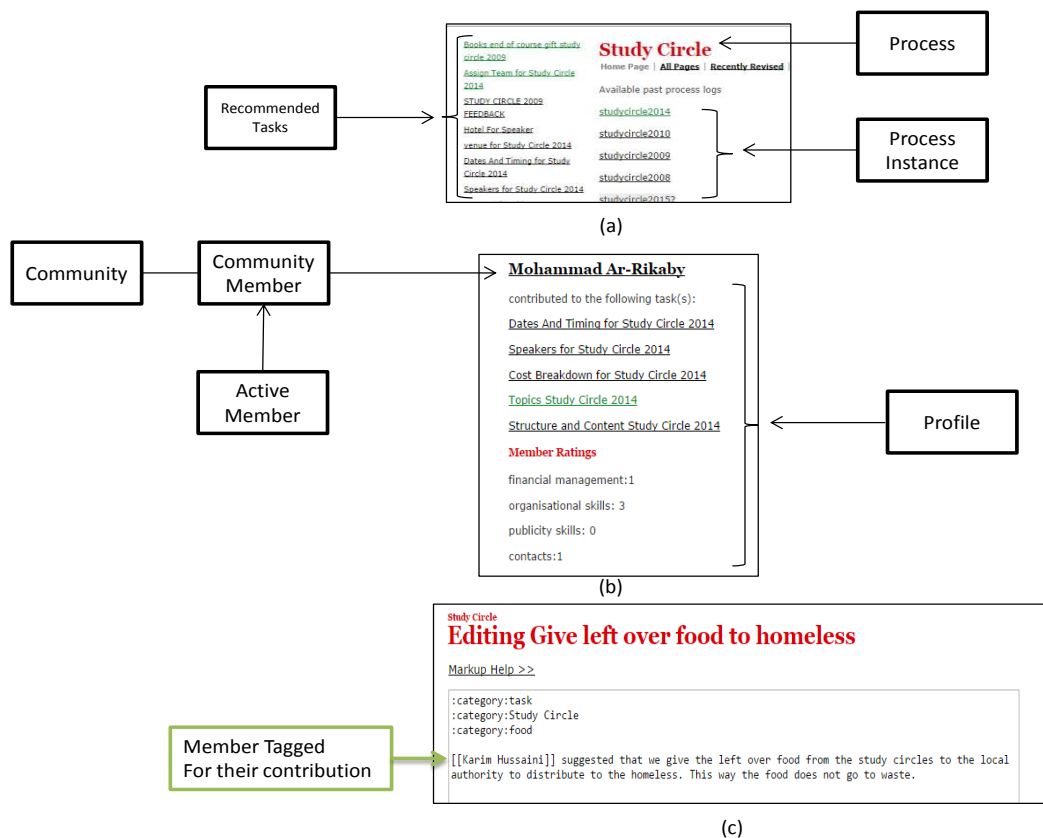 Books end of course gift study
circle 2009
Assign Team for Study Circle
2014
STUDY CIRCLE 2009
FEEDBACK
Hotel For Speaker
venue for Study Circle 2014
Dates And Timing for Study
Circle 2014
Speakers for Study Circle 2014
Study Circle
Home Page | All Pages | Recently Revised |
Available past process logs
studycircle2014
studycircle2010
studycircle2009
studycircle2008
studycircle2015?
Process
Recommended
Tasks
Process
Instance
(a)
Community
Community
Member
Active
Member
Mohammad Ar-Rikaby
contributed to the following task(s):
Dates And Timing for Study Circle 2014
Speakers for Study Circle 2014
Cost Breakdown for Study Circle 2014
Topics Study Circle 2014
Structure and Content Study Circle 2014
Member Ratings
financial management:1
organisational skills: 3
publicity skills: 0
contacts:1
Profile
(b)
Study Circle
Editing Give left over food to homeless
Markup Help >>
:category:task
:category:Study Circle
:category:food
[[Karim Hussaini]] suggested that we give the left over food from the study circles to the local
authority to distribute to the homeless. This way the food does not go to waste.
Member Tagged
For their contribution
(c)